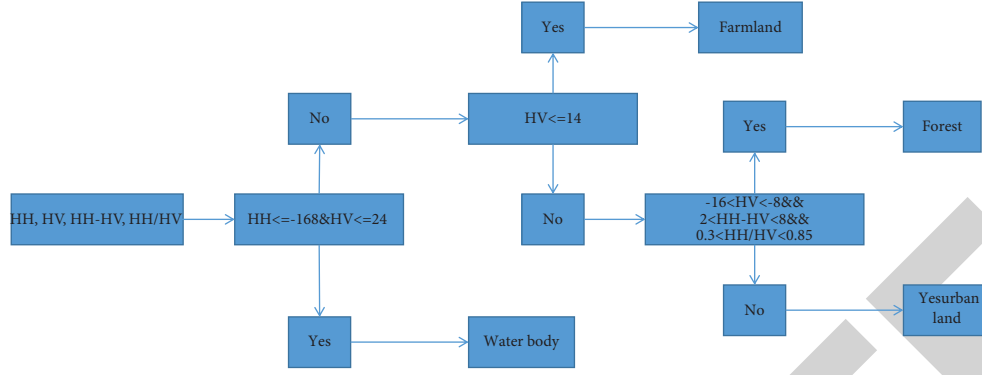 Yes
Farmland
No
HV<=14
Yes
Forest
HH, HV, HH-HV, HH/HV
HH<=-168&HV<=24
No
-16<HV<-8&&
2<HH-HV<8&&
0.3<HH/HV<0.85
Yes
Water body
No
Yesurban
land